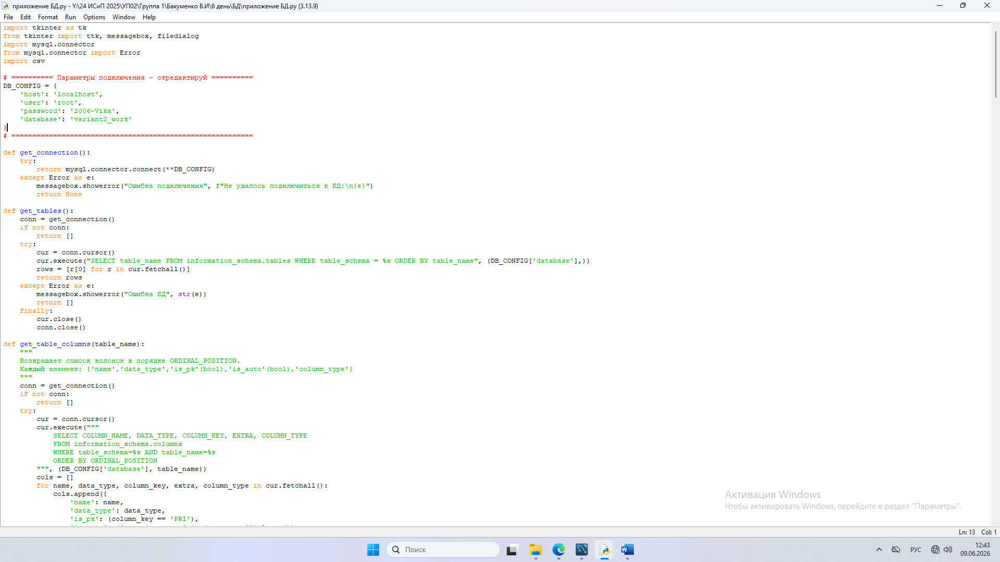 приложение БД.py - Y:\24 ИСиП 2025\УП02\Группа 1\Бакуменко В.И\6 день\БД\приложение БД.py (3.13.9)
File Edit Format Run Options Window Help
import tkinter as tk
from tkinter import ttk, messagebox, filedialog
import mysql.connector
from mysql.connector import Error
import csv
# ========== Параметры подключения - отредактируй ==========
DB_CONFIG = {
    'host': 'localhost',
    'user': 'root',
    'password': '2006-Vika',
    'database': 'variant2_work'
}
# ==========================================================
def get_connection():
    try:
        return mysql.connector.connect(**DB_CONFIG)
    except Error as e:
        messagebox.showerror("Ошибка подключения", f"Не удалось подключиться к БД:\n{e}")
        return None
def get_tables():
    conn = get_connection()
    if not conn:
        return []
    try:
        cur = conn.cursor()
        cur.execute("SELECT table_name FROM information_schema.tables WHERE table_schema = %s ORDER BY table_name", (DB_CONFIG['database'],))
        rows = [r[0] for r in cur.fetchall()]
        return rows
    except Error as e:
        messagebox.showerror("Ошибка БД", str(e))
        return []
    finally:
        cur.close()
        conn.close()
def get_table_columns(table_name):
    """
    Возвращает список колонок в порядке ORDINAL_POSITION.
    Каждый элемент: {'name','data_type','is_pk'(bool),'is_auto'(bool),'column_type'}
    """
    conn = get_connection()
    if not conn:
        return []
    try:
        cur = conn.cursor()
        cur.execute("""
            SELECT COLUMN_NAME, DATA_TYPE, COLUMN_KEY, EXTRA, COLUMN_TYPE
            FROM information_schema.columns
            WHERE table_schema=%s AND table_name=%s
            ORDER BY ORDINAL_POSITION
        """, (DB_CONFIG['database'], table_name))
        cols = []
        for name, data_type, column_key, extra, column_type in cur.fetchall():
            cols.append({
                'name': name,
                'data_type': data_type,
                'is_pk': (column_key == 'PRI'),
Активация Windows
Чтобы активировать Windows, перейдите в раздел "Параметры".
Ln: 13 Col: 1
Поиск
РУС
12:43
09.06.2026